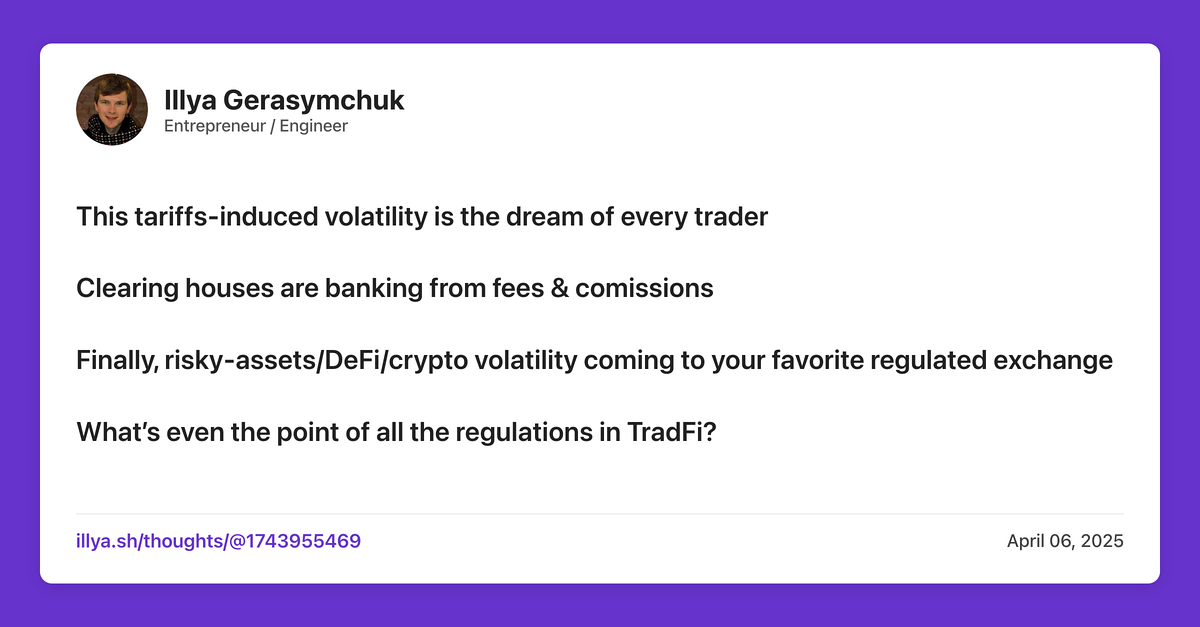 Illya Gerasymchuk
Entrepreneur / Engineer
This tariffs-induced volatility is the dream of every trader
Clearing houses are banking from fees & comissions
Finally, risky-assets/DeFi/crypto volatility coming to your favorite regulated exchange
What’s even the point of all the regulations in TradFi?
illya.sh/thoughts/@1743955469
April 06, 2025